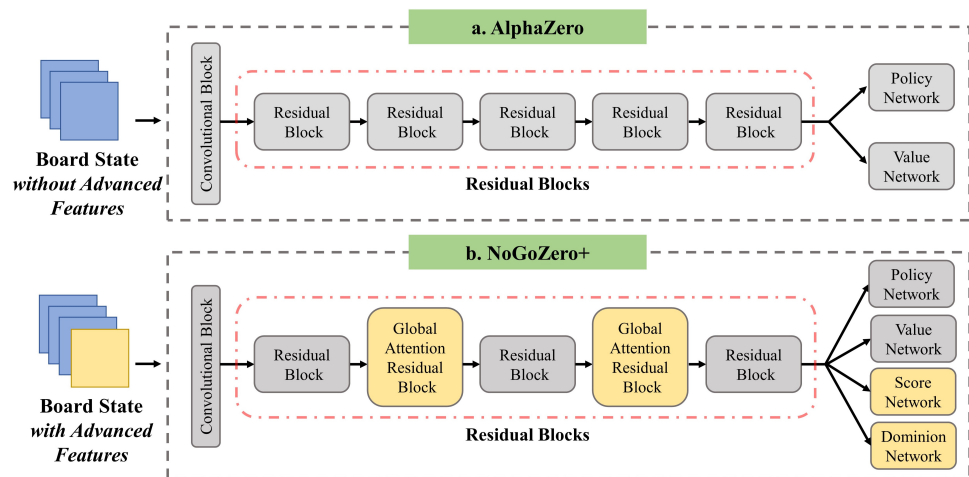 a. AlphaZero
Board State
without Advanced
Features
Convolutional Block
Residual
Block
Residual
Block
Residual
Block
Residual
Block
Residual
Block
Residual Blocks
Policy
Network
Value
Network
b. NoGoZero+
Board State
with Advanced
Features
Convolutional Block
Residual
Block
Global
Attention
Residual
Block
Residual
Block
Global
Attention
Residual
Block
Residual
Block
Residual Blocks
Policy
Network
Value
Network
Score
Network
Dominion
Network